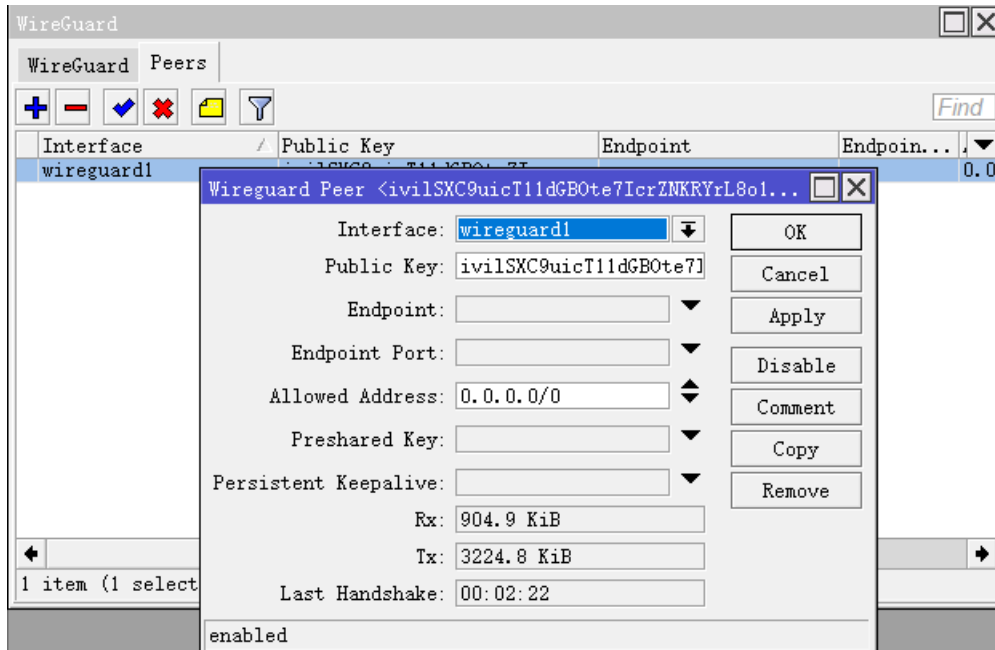 WireGuard
WireGuard Peers
Find
Interface Public Key Endpoint Endpoin...
wireguard1 0.0
Wireguard Peer <ivilSXC9uicT11dGBOte7IcrZNKRYrL8o1...
Interface: wireguard1 OK
Public Key: ivilSXC9uicT11dGBOte7I Cancel
Endpoint: Apply
Endpoint Port: Disable
Allowed Address: 0.0.0.0/0 Comment
Preshared Key: Copy
Persistent Keepalive: Remove
Rx: 904.9 KiB
Tx: 3224.8 KiB
1 item (1 select
Last Handshake: 00:02:22
enabled